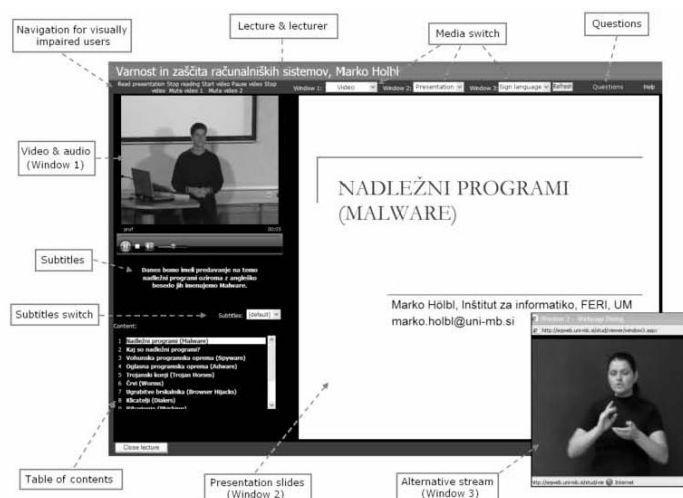 Navigation for visually
impaired users
Lecture & lecturer
Media switch
Questions
Varnost in zaščita računalniških sistemov, Marko Holbl
Read presentation Stop reading Start video Pause video Stop
video Mute video 1 Mute video 2
Window 1: Video
Window 2: Presentation
Window 3: Sign language
Refresh
Questions
Help
Video & audio
(Window 1)
00:03
NADLEŽNI PROGRAMI
(MALWARE)
Subtitles
Danes bomo imeli predavanje na temo
nadležni programi oziroma z angleško
besedo jih imenujemo Malware.
Marko Hölbl, Inštitut za informatiko, FERI, UM
marko.holbl@uni-mb.si
Subtitles switch
Subtitles: [default]
Content:
1 Nadležni programi (Malware)
2 Kaj so nadležni programi?
3 Vohunska programska oprema (Spyware)
4 Oglasna programska oprema (Adware)
5 Trojanski konji (Trojan Horses)
6 Črvi (Worms)
7 Ugrabitve brskalnika (Browser Hijacks)
8 Klicatelji (Dialers)
Close lecture
Internet
Table of contents
Presentation slides
(Window 2)
Alternative stream
(Window 3)